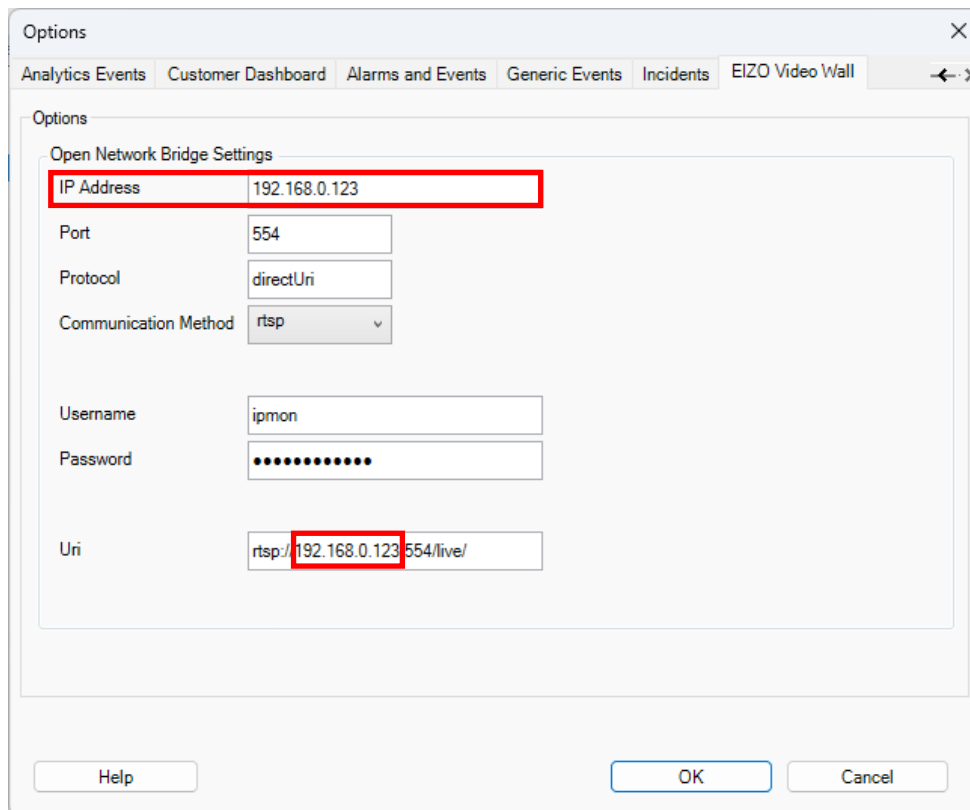 Options
Analytics Events Customer Dashboard Alarms and Events Generic Events Incidents EIZO Video Wall
Options
Open Network Bridge Settings
IP Address 192.168.0.123
Port 554
Protocol directUri
Communication Method rtsp
Username ipmon
Password ••••••••••••
Uri rtsp://192.168.0.123:554/live/
Help OK Cancel